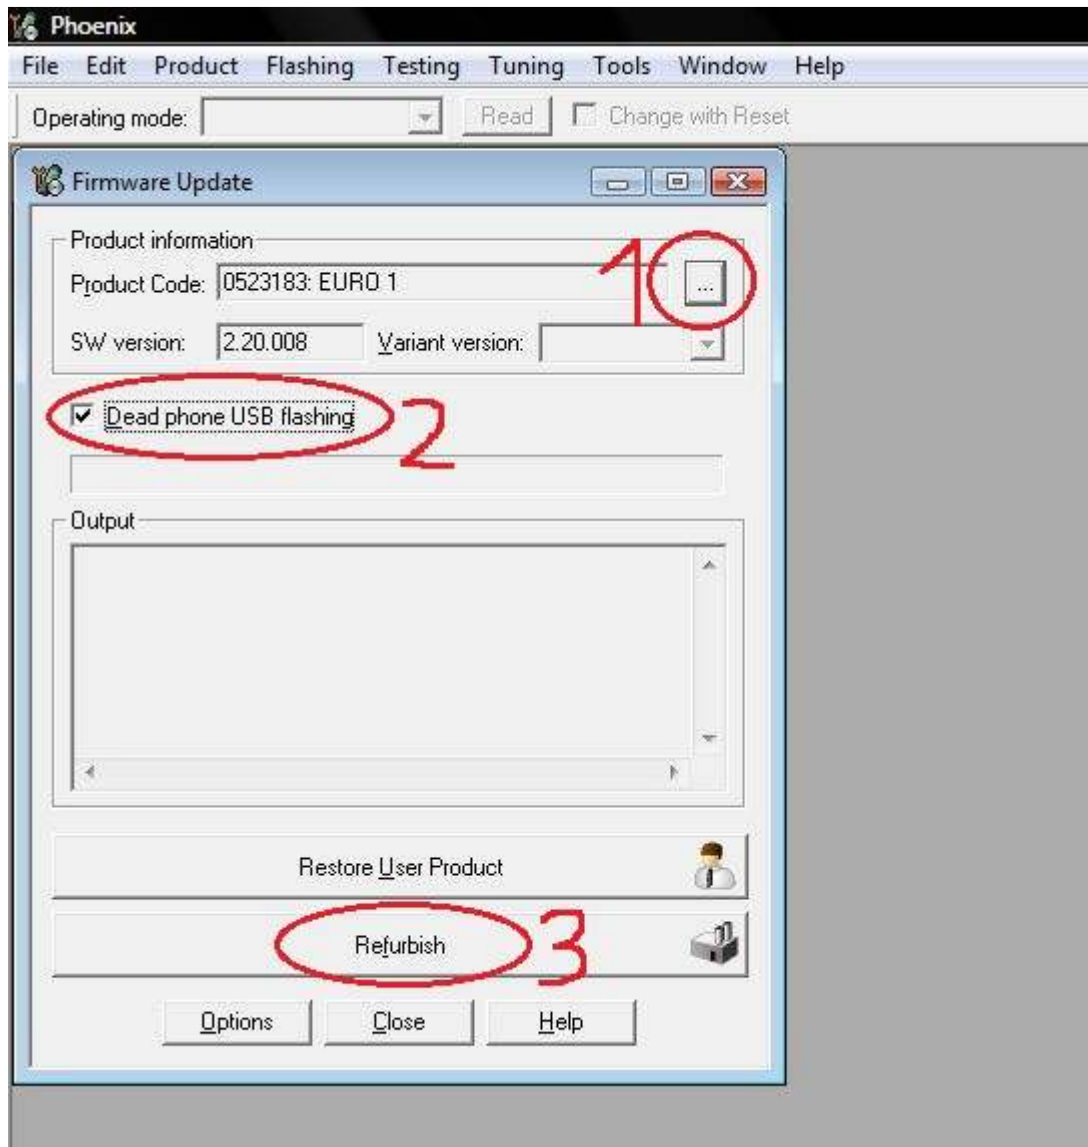 Phoenix
File Edit Product Flashing Testing Tuning Tools Window Help
Operating mode: Read Change with Reset
Firmware Update
Product information
Product Code: 0523183: EURO 1 ...
1
SW version: 2.20.008 Variant version:
Dead phone USB flashing 2
Output
Restore User Product
Refurbish 3
Options Close Help